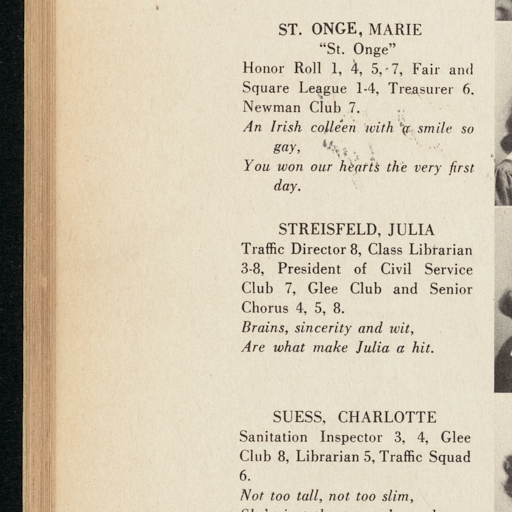 ST. ONGE, MARIE
"St. Onge"
Honor Roll 1, 4, 5, 7, Fair and
Square League 1-4, Treasurer 6.
Newman Club 7.
An Irish colleen with a smile so
gay,
You won our hearts the very first
day.
STREISFELD, JULIA
Traffic Director 8, Class Librarian
3-8, President of Civil Service
Club 7, Glee Club and Senior
Chorus 4, 5, 8.
Brains, sincerity and wit,
Are what make Julia a hit.
SUESS, CHARLOTTE
Sanitation Inspector 3, 4, Glee
Club 8, Librarian 5, Traffic Squad
6.
Not too tall, not too slim,